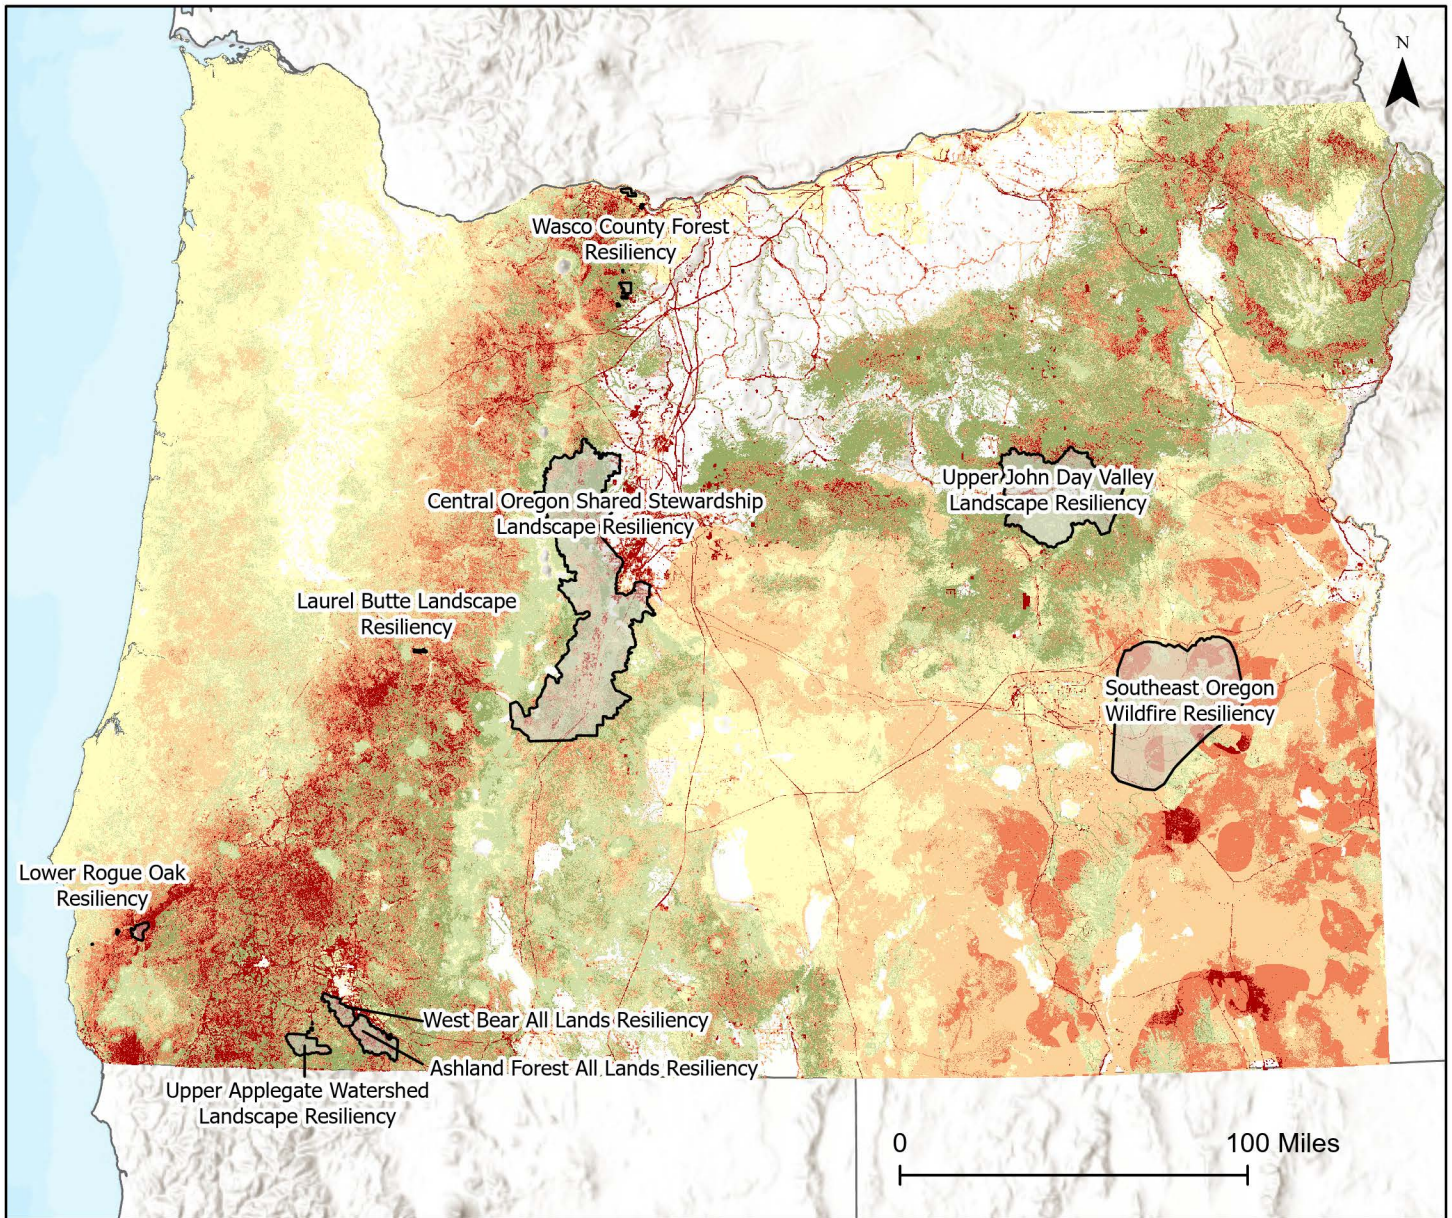 N
Wasco County Forest
Resiliency
Central Oregon Shared Stewardship
Landscape Resiliency
Upper John Day Valley
Landscape Resiliency
Laurel Butte Landscape
Resiliency
Southeast Oregon
Wildfire Resiliency
Lower Rogue Oak
Resiliency
West Bear All Lands Resiliency
Ashland Forest All Lands Resiliency
Upper Applegate Watershed
Landscape Resiliency
0 100 Miles